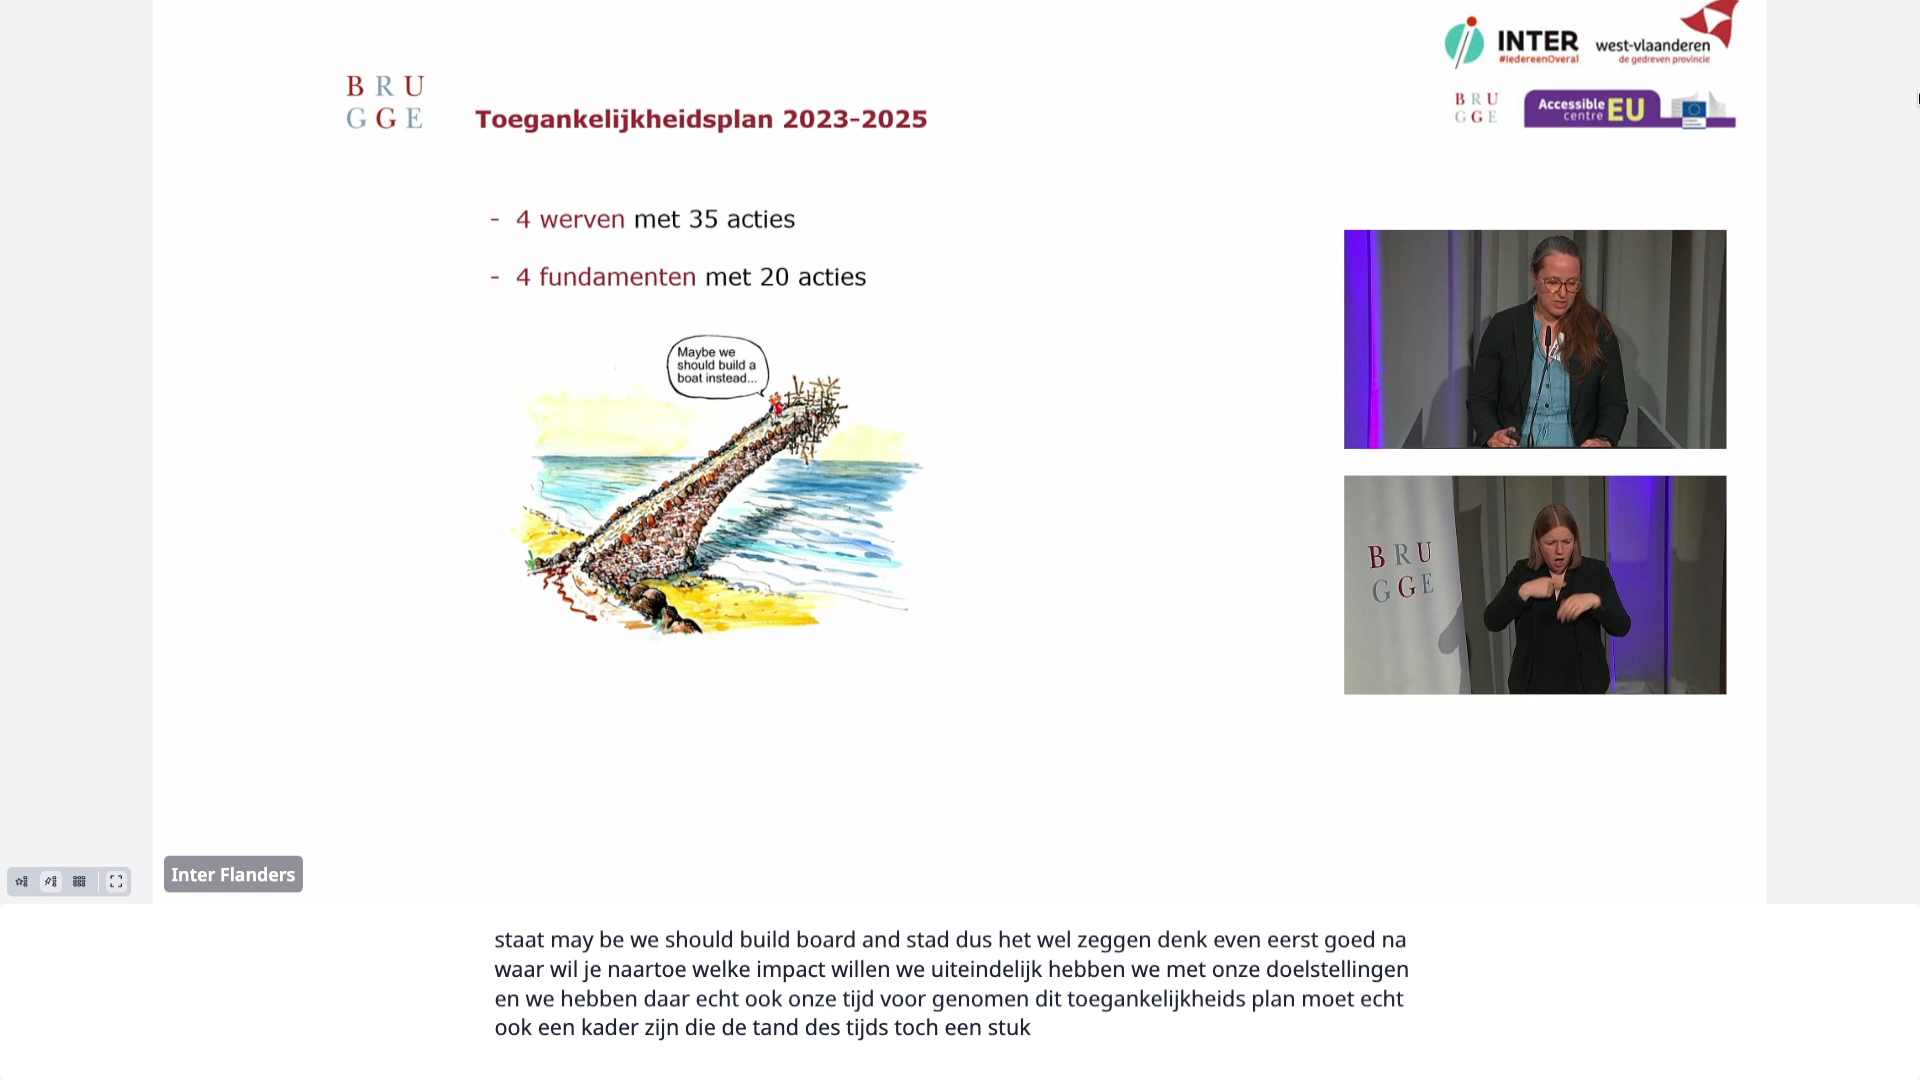 INTER
#IedereenOveral
west-vlaanderen
de gedreven provincie
BRU
GGE
Toegankelijkheidsplan 2023-2025
BRU
GGE
Accessible
centre
EU
- 4 werven met 35 acties
- 4 fundamenten met 20 acties
Maybe we
should build a
boat instead...
BRU
GGE
Inter Flanders
staat may be we should build board and stad dus het wel zeggen denk even eerst goed na
waar wil je naartoe welke impact willen we uiteindelijk hebben we met onze doelstellingen
en we hebben daar echt ook onze tijd voor genomen dit toegankelijkheids plan moet echt
ook een kader zijn die de tand des tijds toch een stuk